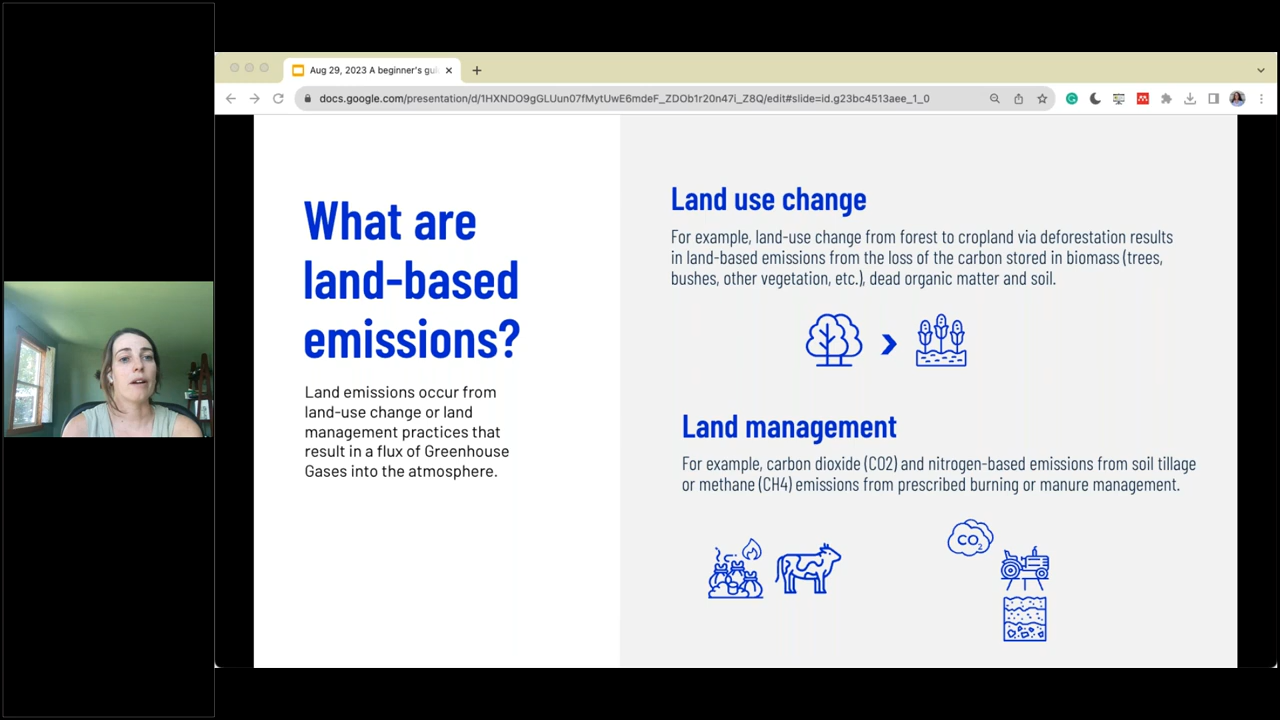 Aug 29, 2023 A beginner's gui
docs.google.com/presentation/d/1HXNDO9gGLUun07fMytUwE6mdeF_ZDOb1r20n47i_Z8Q/edit#slide=id.g23bc4513aee_1_0
What are
land-based
emissions?
Land emissions occur from
land-use change or land
management practices that
result in a flux of Greenhouse
Gases into the atmosphere.
Land use change
For example, land-use change from forest to cropland via deforestation results
in land-based emissions from the loss of the carbon stored in biomass (trees,
bushes, other vegetation, etc.), dead organic matter and soil.
Land management
For example, carbon dioxide (CO2) and nitrogen-based emissions from soil tillage
or methane (CH4) emissions from prescribed burning or manure management.
CO2